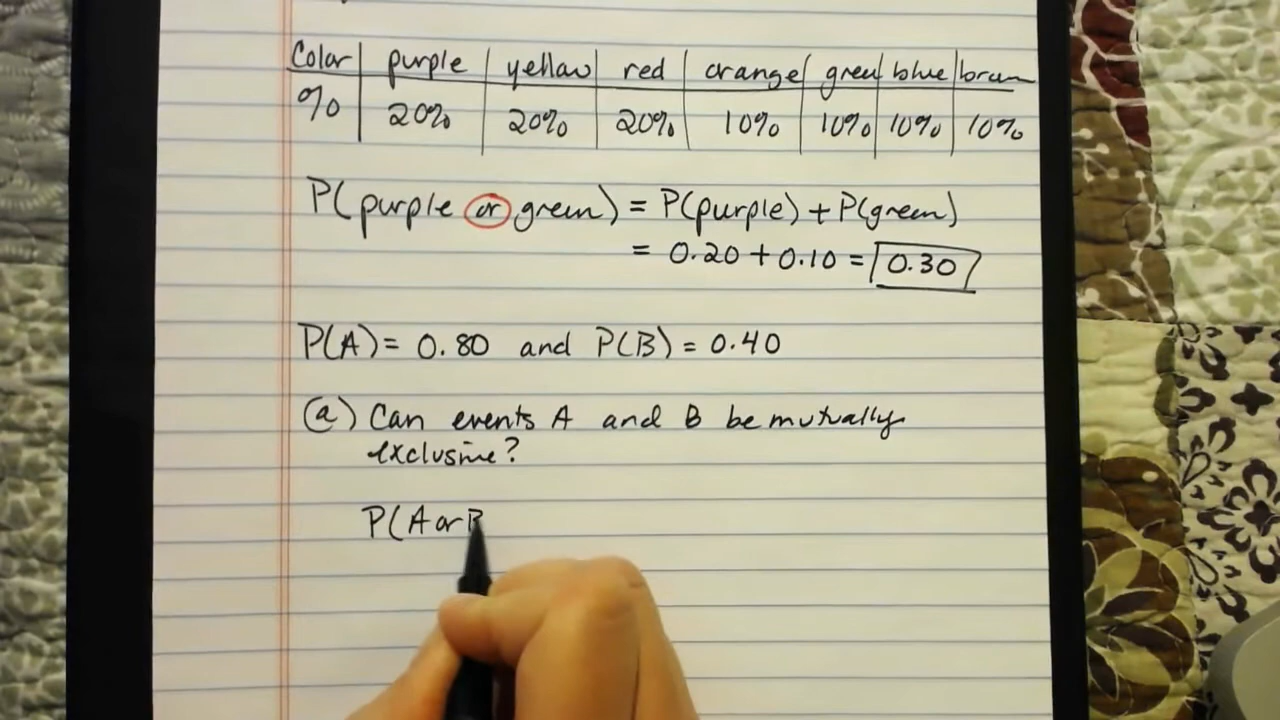 Color purple yellow red orange green blue brown
% 20% 20% 20% 10% 10% 10% 10%
P(purple or green) = P(purple) + P(green)
= 0.20 + 0.10 = 0.30
P(A) = 0.80 and P(B) = 0.40
(a) Can events A and B be mutually
exclusive?
P(A or B